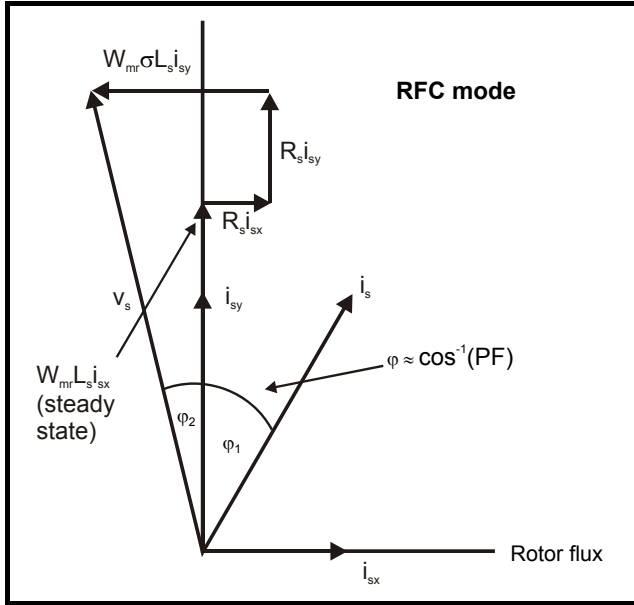 WmrσLsisy
RFC mode
Rsisy
Rsisx
is
vs
isy
φ ≈ cos-1(PF)
WmrLsisx
(steady
state)
φ2
φ1
Rotor flux
isx